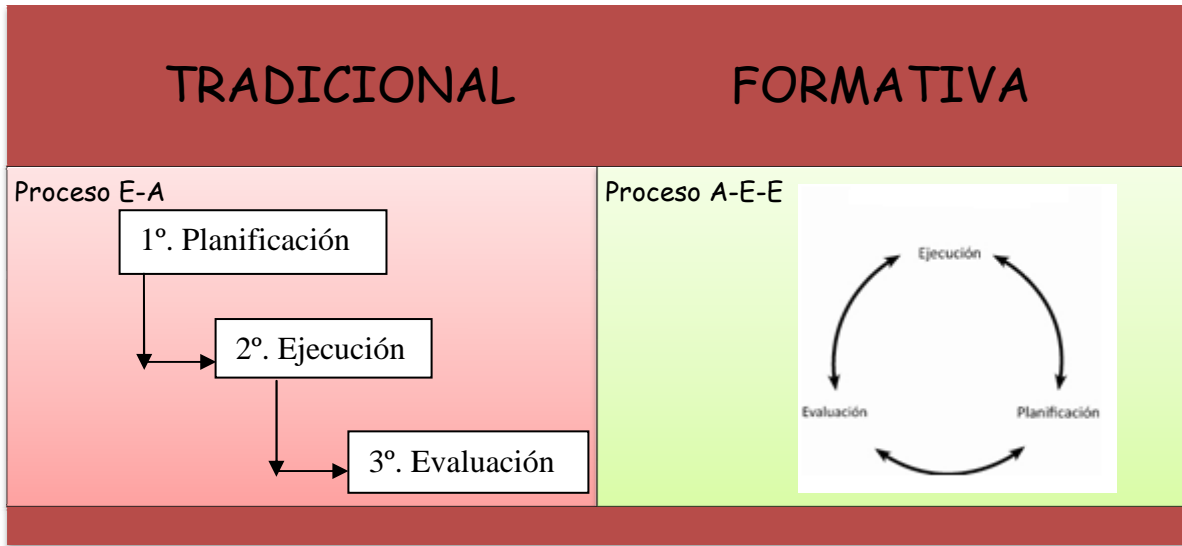 TRADICIONAL
FORMATIVA
Proceso E-A
1º. Planificación
2º. Ejecución
3º. Evaluación
Proceso A-E-E
Ejecución
Evaluación
Planificación